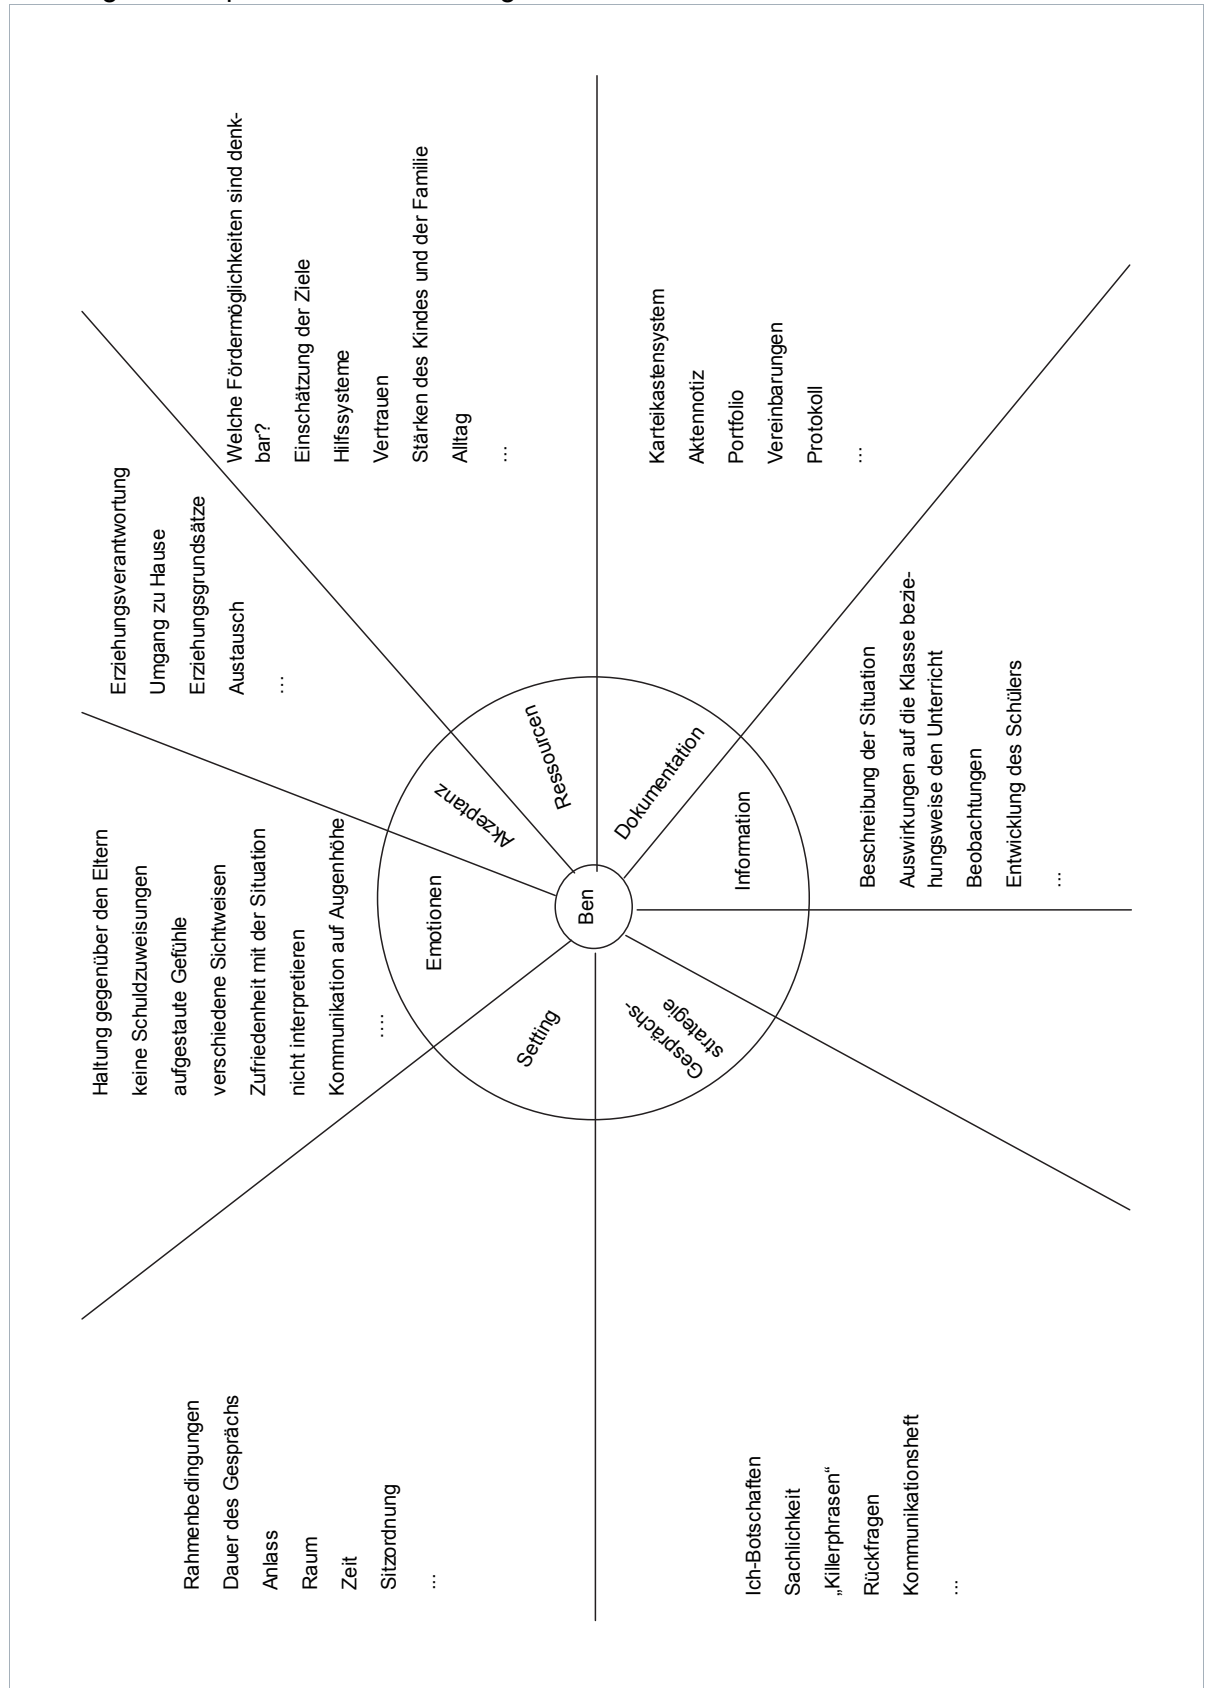 Haltung gegenüber den Eltern
keine Schuldzuweisungen
aufgestaute Gefühle
verschiedene Sichtweisen
Zufriedenheit mit der Situation
nicht interpretieren
Kommunikation auf Augenhöhe
….
Erziehungsverantwortung
Umgang zu Hause
Erziehungsgrundsätze
Austausch
…
Welche Fördermöglichkeiten sind denk-
bar?
Einschätzung der Ziele
Hilfssysteme
Vertrauen
Stärken des Kindes und der Familie
Alltag
…
Rahmenbedingungen
Dauer des Gesprächs
Anlass
Raum
Zeit
Sitzordnung
…
Emotionen
Akzeptanz
Ressourcen
Setting
Ben
Dokumentation
Information
Gesprächs-
strategie
Karteikastensystem
Aktennotiz
Portfolio
Vereinbarungen
Protokoll
…
Beschreibung der Situation
Auswirkungen auf die Klasse bezie-
hungsweise den Unterricht
Beobachtungen
Entwicklung des Schülers
…
Ich-Botschaften
Sachlichkeit
„Killerphrasen“
Rückfragen
Kommunikationsheft
…